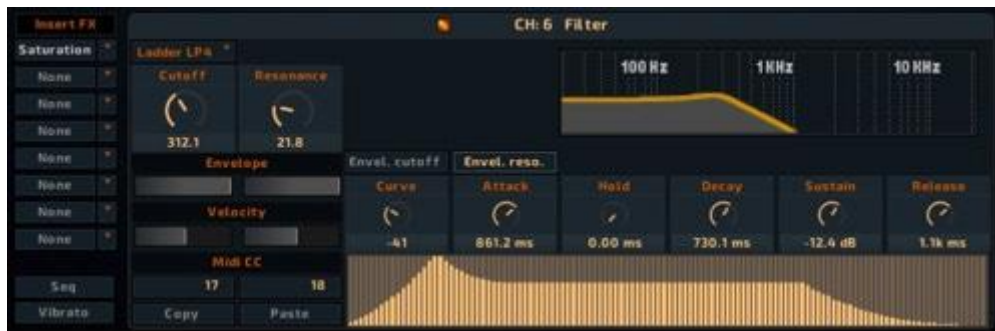 Insert FX
CH: 6 Filter
Saturation
Ladder LP4
None
Cutoff
Resonance
100 Hz
1 KHz
10 KHz
None
None
312.1
21.8
None
Envelope
Envel. cutoff
Envel. reso.
None
Curve
Attack
Hold
Decay
Sustain
Release
None
Velocity
None
-41
861.2 ms
0.00 ms
730.1 ms
-12.4 dB
1.1k ms
Midi CC
Seq
17
18
Vibrato
Copy
Paste